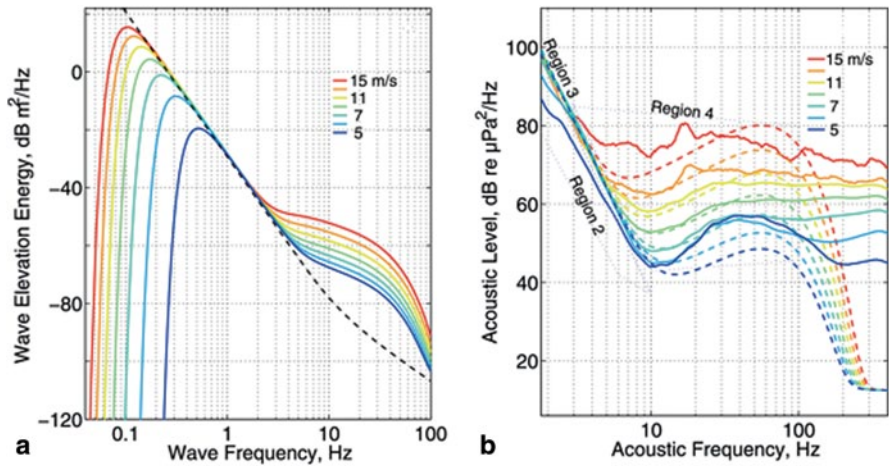 Wave Elevation Energy, dB m²/Hz
0
−40
−80
−120
15 m/s
11
7
5
0.1 1 10 100
Wave Frequency, Hz
a
Acoustic Level, dB re µPa²/Hz
100
80
60
40
20
Region 3
Region 4
Region 2
15 m/s
11
7
5
10 100
Acoustic Frequency, Hz
b